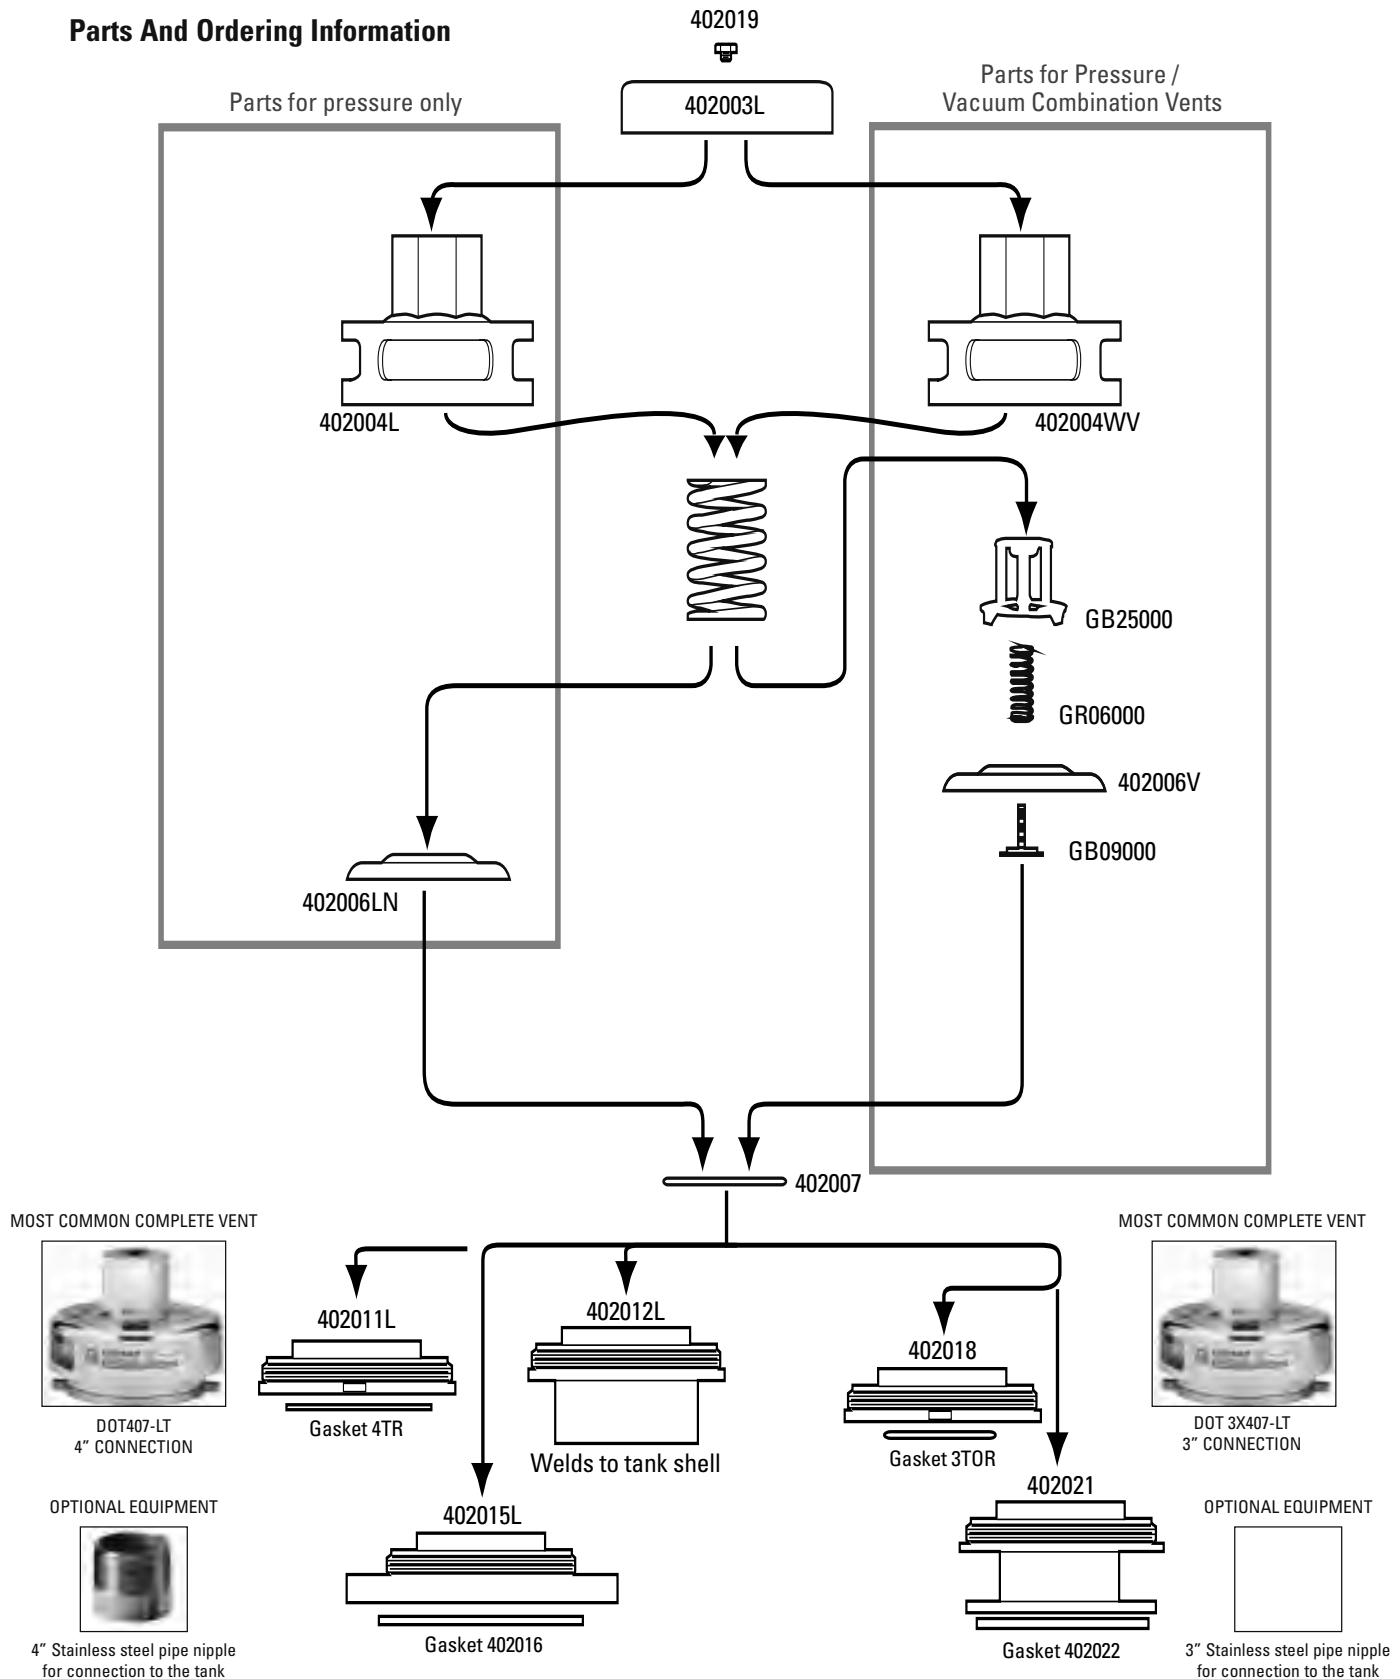 Parts And Ordering Information
402019
Parts for pressure only
402003L
Parts for Pressure /
Vacuum Combination Vents
402004L
402004WV
GB25000
GR06000
402006V
GB09000
402006LN
402007
MOST COMMON COMPLETE VENT
DOT407-LT
4” CONNECTION
OPTIONAL EQUIPMENT
4” Stainless steel pipe nipple
for connection to the tank
402011L
Gasket 4TR
402012L
Welds to tank shell
402015L
Gasket 402016
402018
Gasket 3TOR
402021
Gasket 402022
MOST COMMON COMPLETE VENT
DOT 3X407-LT
3” CONNECTION
OPTIONAL EQUIPMENT
3” Stainless steel pipe nipple
for connection to the tank